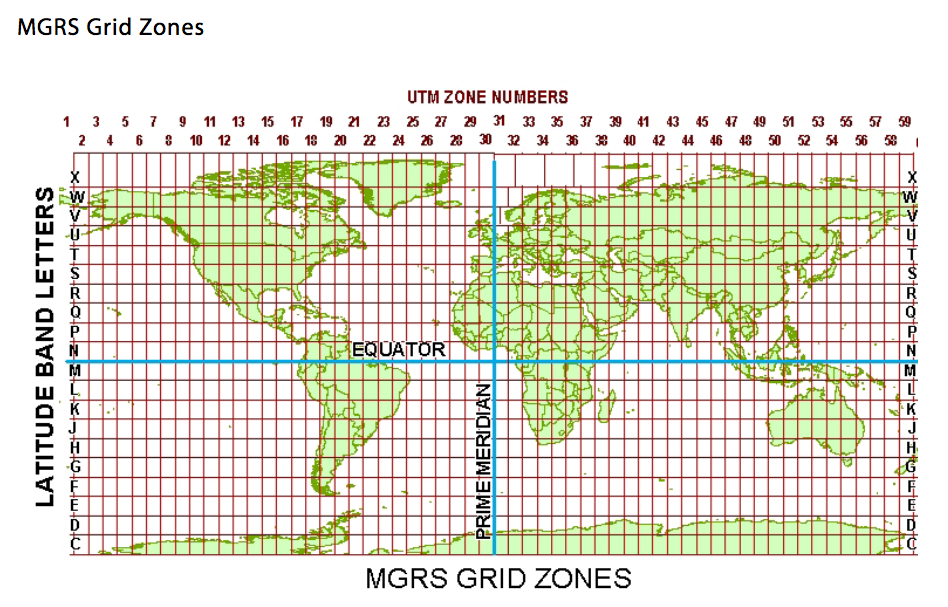 MGRS Grid Zones
UTM ZONE NUMBERS
1 3 5 7 9 11 13 15 17 19 21 23 25 27 29 31 33 35 37 39 41 43 45 47 49 51 53 55 57 59
2 4 6 8 10 12 14 16 18 20 22 24 26 28 30 32 34 36 38 40 42 44 46 48 50 52 54 56 58
LATITUDE BAND LETTERS
X X
W W
V V
U U
T T
S S
R R
Q Q
P P
N N
EQUATOR
M M
L L
K K
J J
H H
G G
F F
E E
D D
C C
PRIME MERIDIAN
MGRS GRID ZONES